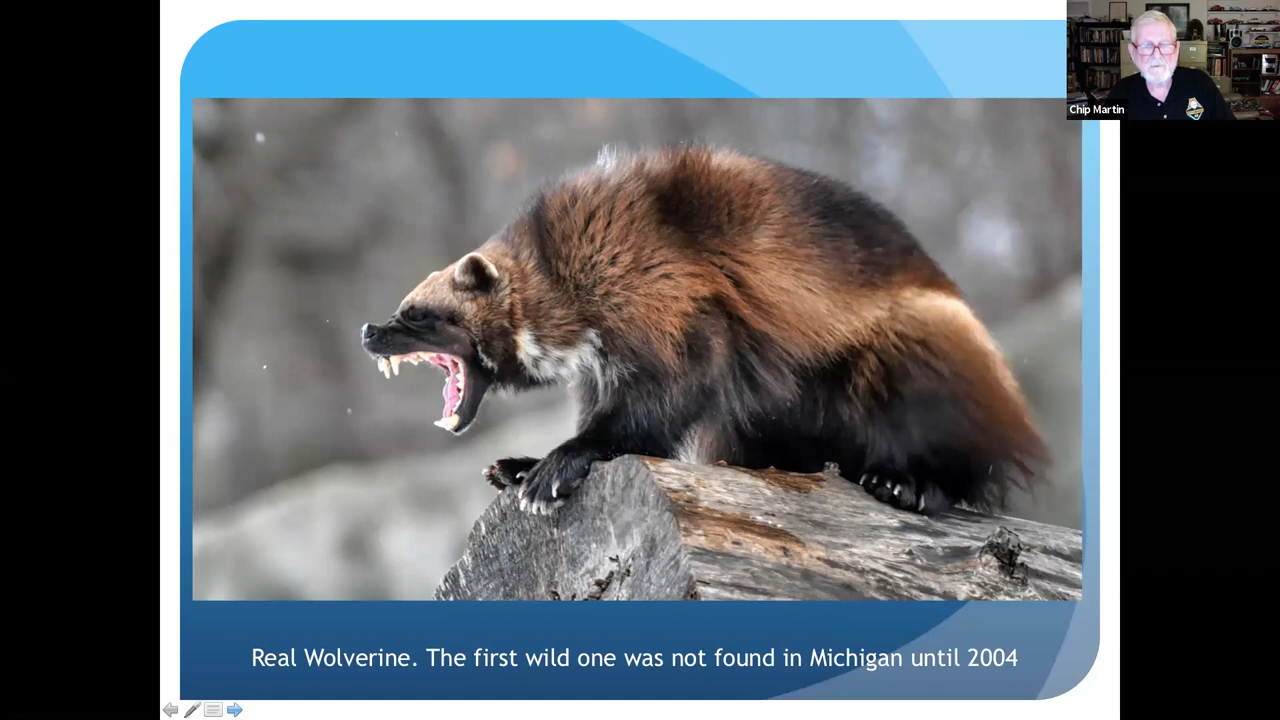 Chip Martin
Real Wolverine. The first wild one was not found in Michigan until 2004